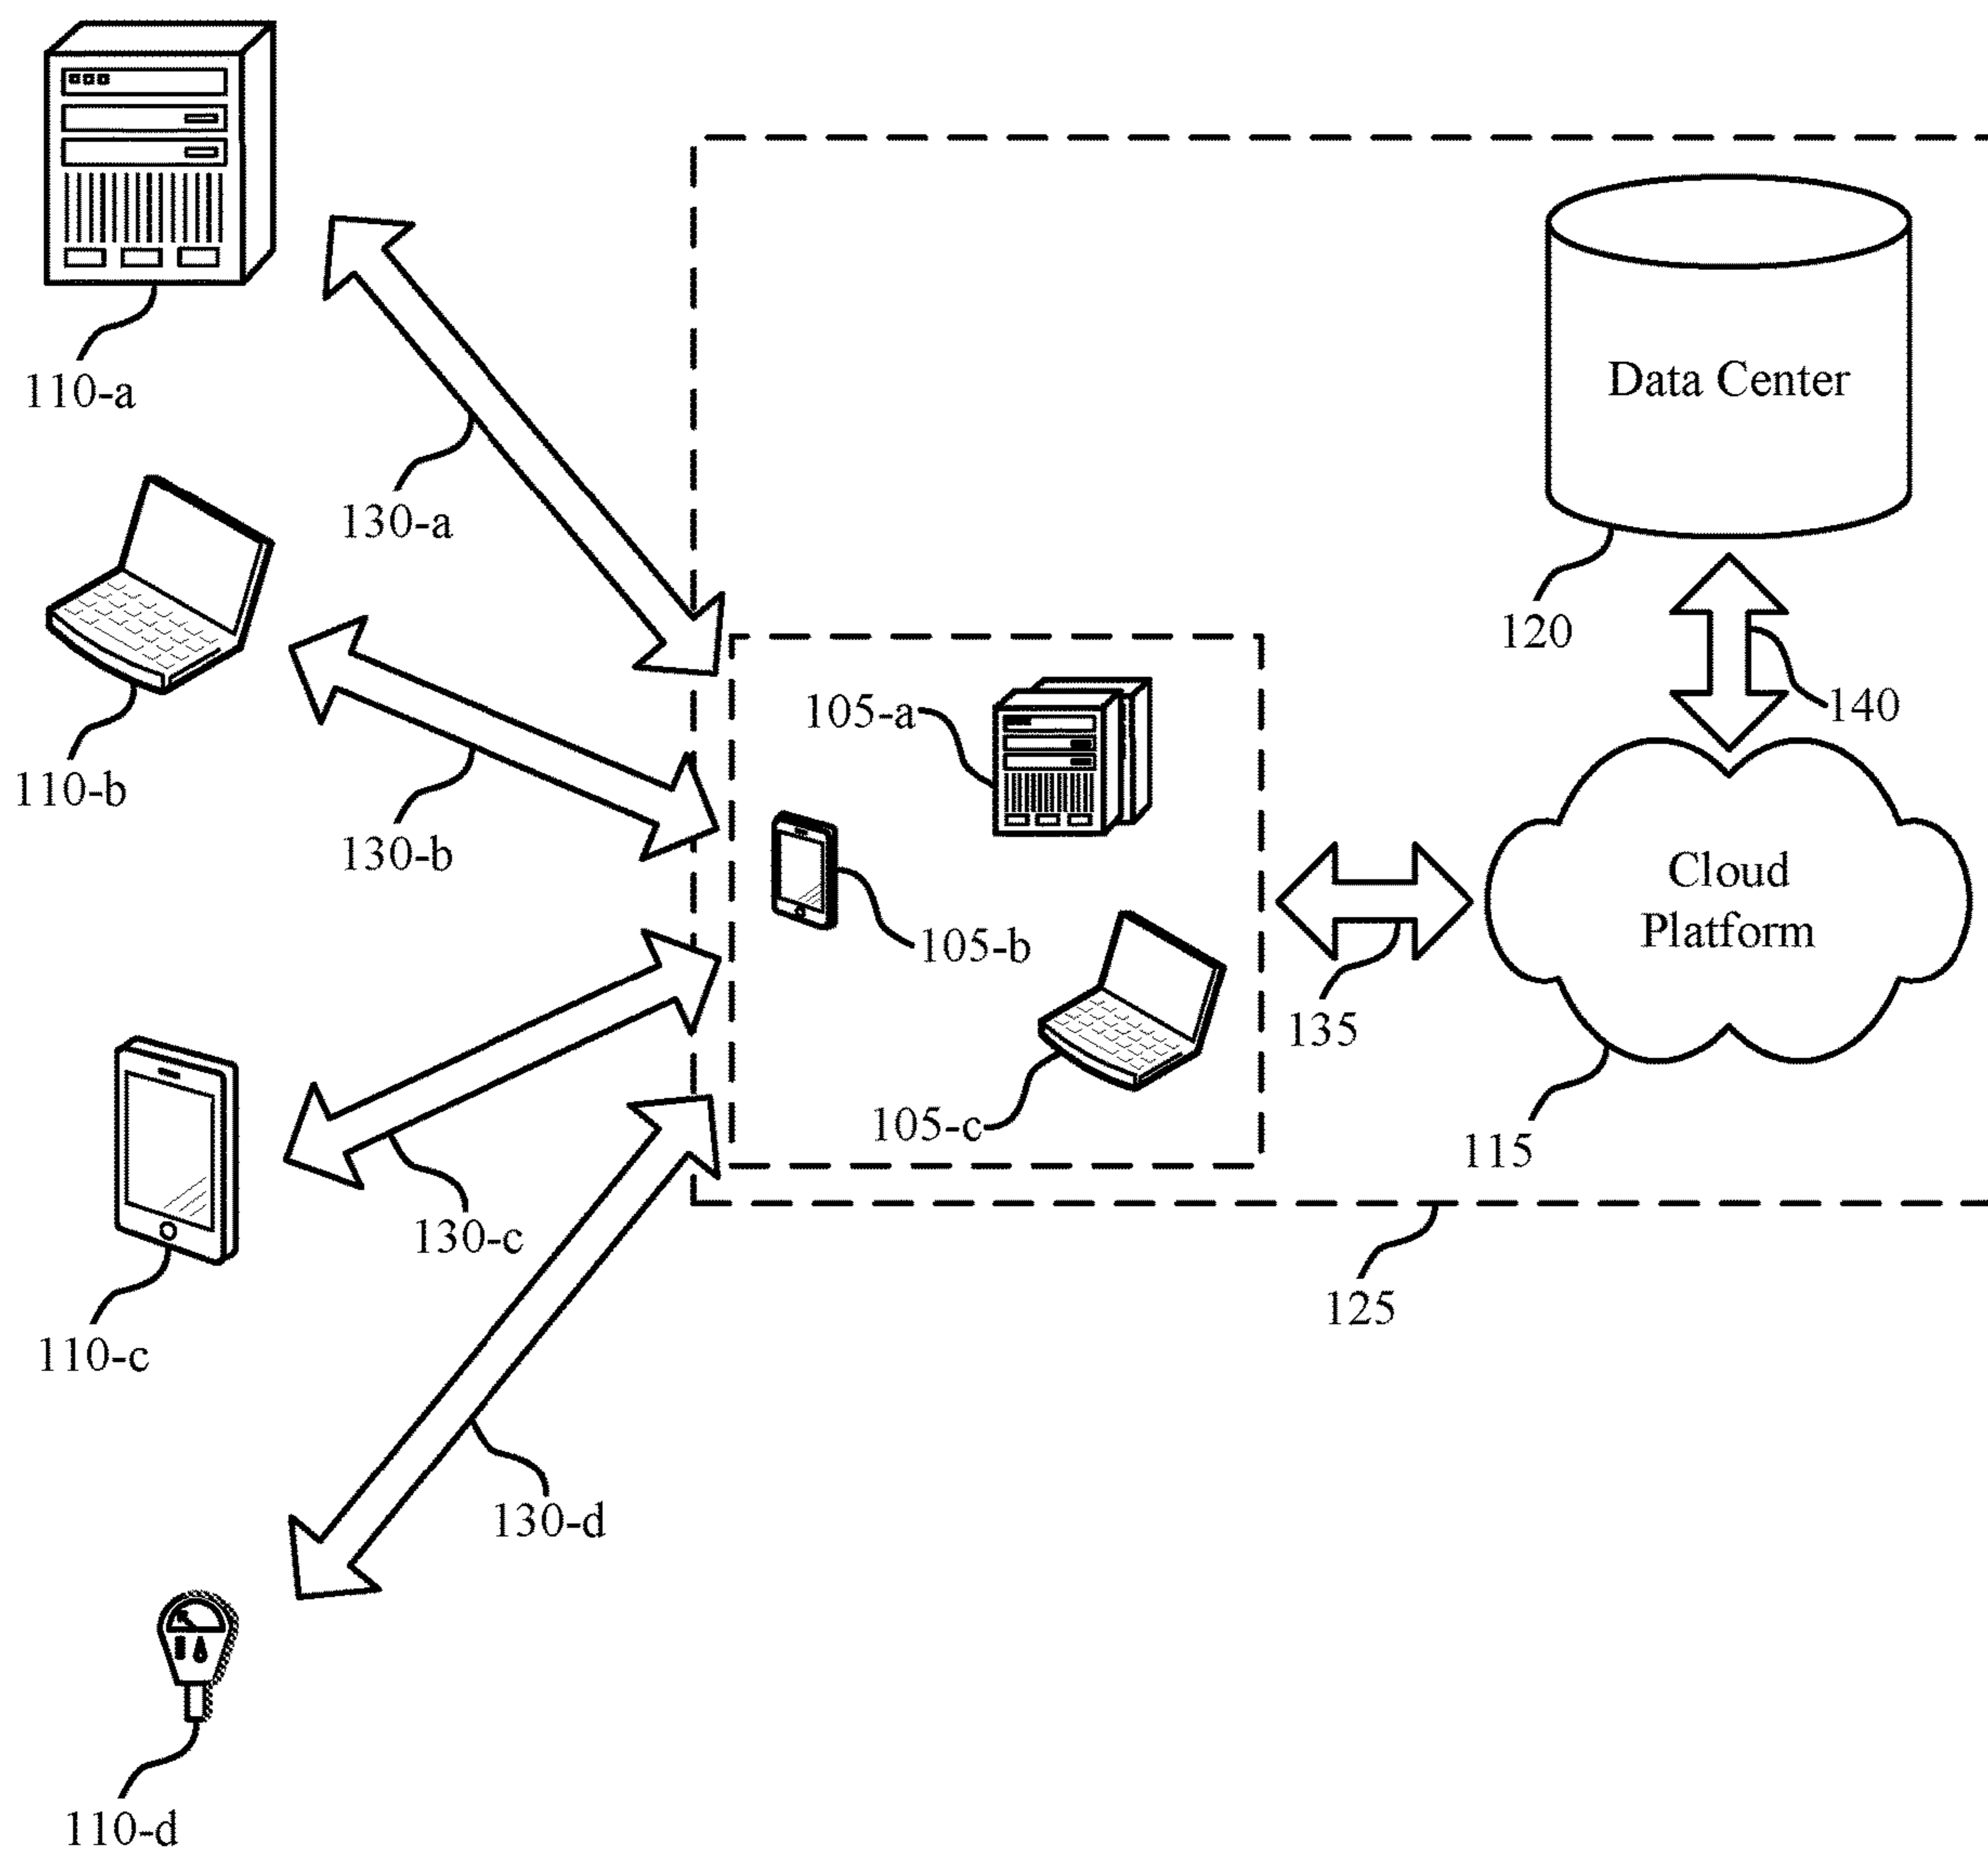 110-a
130-a
110-b
130-b
Data Center
120
140
105-a
105-b
105-c
Cloud
Platform
135
115
130-c
125
110-c
130-d
110-d